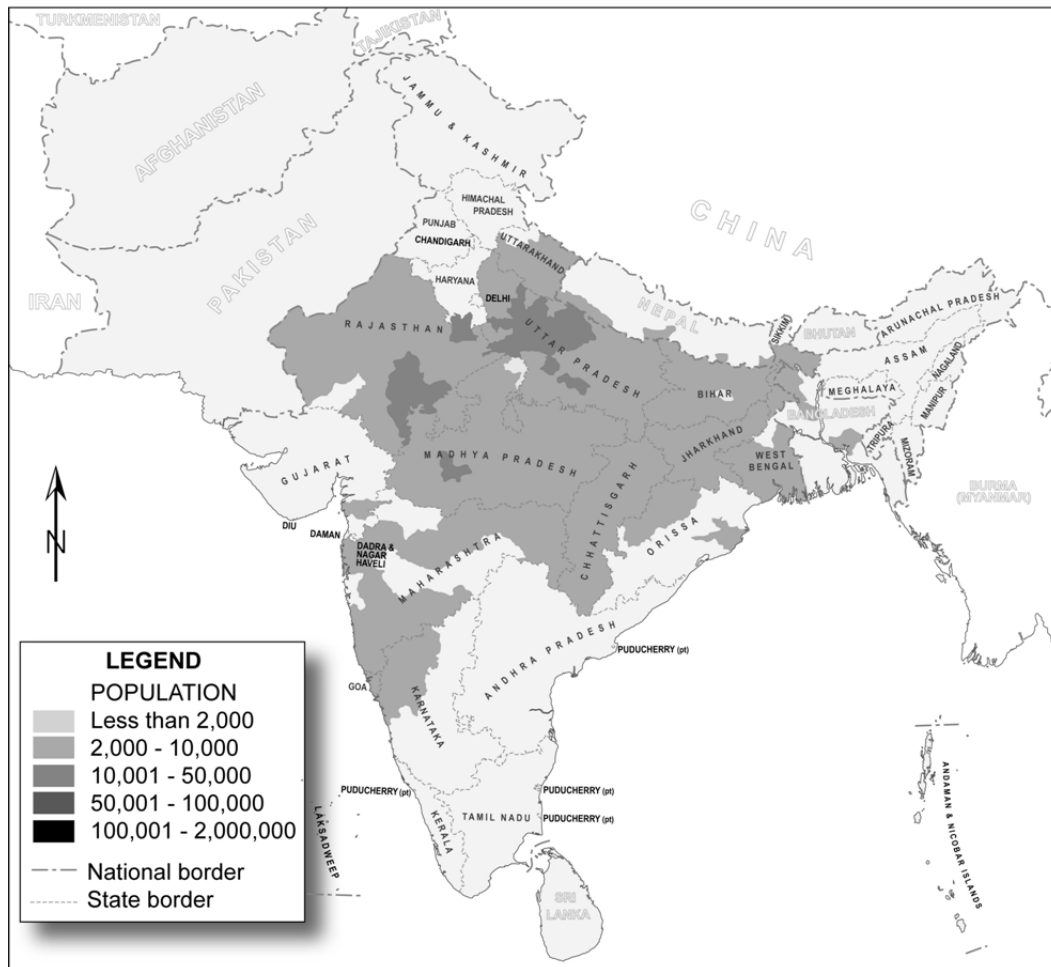 TURKMENISTAN
TAJIKISTAN
AFGHANISTAN
JAMMU & KASHMIR
HIMACHAL
PRADESH
PUNJAB
CHANDIGARH
CHINA
UTTARAKHAND
PAKISTAN
HARYANA
IRAN
DELHI
NEPAL
ARUNACHAL PRADESH
RAJASTHAN
UTTAR PRADESH
SIKKIM
BHUTAN
ASSAM
NAGALAND
BIHAR
MEGHALAYA
MANIPUR
BANGLADESH
GUJARAT
MADHYA PRADESH
JHARKHAND
WEST
BENGAL
TRIPURA
MIZORAM
BURMA
(MYANMAR)
N
DIU
DAMAN
DADRA &
NAGAR
HAVELI
MAHARASHTRA
CHHATTISGARH
ORISSA
ANDHRA PRADESH
PUDUCHERRY (pt)
GOA
KARNATAKA
PUDUCHERRY (pt)
PUDUCHERRY (pt)
LAKSADWEEP
KERALA
TAMIL NADU
PUDUCHERRY (pt)
ANDAMAN & NICOBAR ISLANDS
SRI
LANKA
LEGEND
POPULATION
Less than 2,000
2,000 - 10,000
10,001 - 50,000
50,001 - 100,000
100,001 - 2,000,000
National border
State border